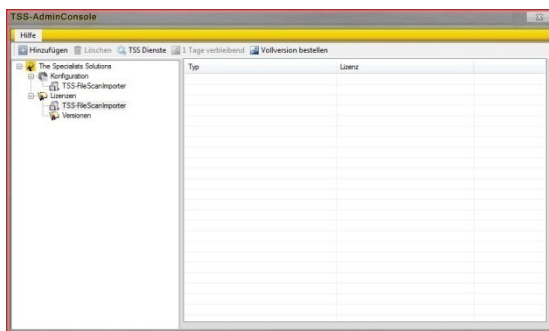 TSS-AdminConsole
Hilfe
Hinzufügen Löschen TSS Dienste 1 Tage verbleibend Vollversion bestellen
The Specialists Solutions
Konfiguration
TSS-FileScanImporter
Lizenzen
TSS-FileScanImporter
Versionen
Typ Lizenz